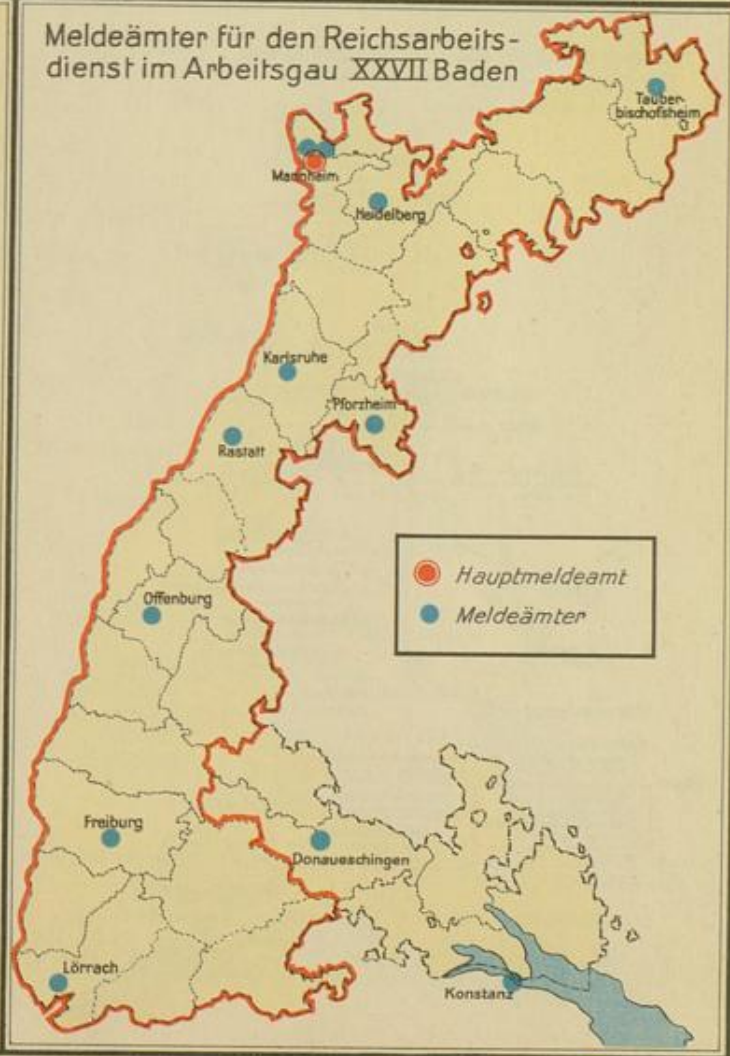 Meldeämter für den Reichsarbeits-
dienst im Arbeitsgau XXVII Baden
Tauber-
bischofsheim
Mannheim
Heidelberg
Karlsruhe
Pforzheim
Rastatt
Hauptmeldeamt
Offenburg
Meldeämter
Freiburg
Donaueschingen
Lörrach
Konstanz